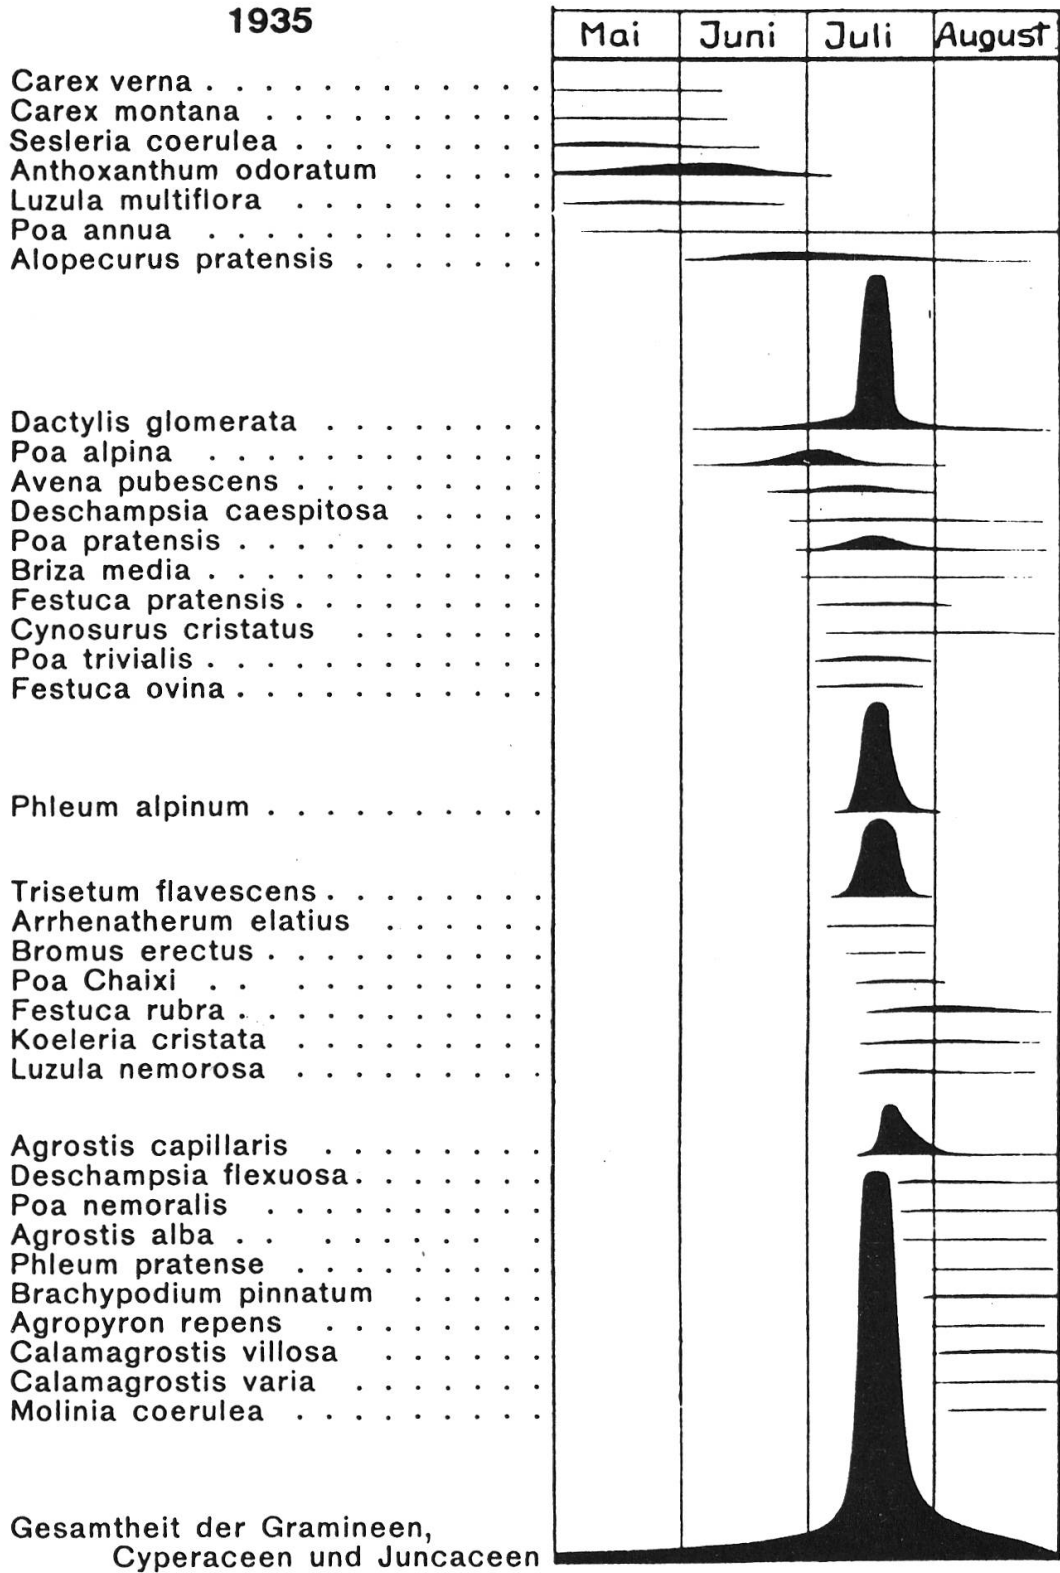 1935
Mai Juni Juli August
Carex verna . . . . . . . . . . . .
Carex montana . . . . . . . . . .
Sesleria coerulea . . . . . . . . .
Anthoxanthum odoratum . . . . .
Luzula multiflora . . . . . . . .
Poa annua . . . . . . . . . . . .
Alopecurus pratensis . . . . . . .
Dactylis glomerata . . . . . . . .
Poa alpina . . . . . . . . . . . .
Avena pubescens . . . . . . . . .
Deschampsia caespitosa . . . . .
Poa pratensis . . . . . . . . . . .
Briza media . . . . . . . . . . . .
Festuca pratensis . . . . . . . . .
Cynosurus cristatus . . . . . . .
Poa trivialis . . . . . . . . . . . .
Festuca ovina . . . . . . . . . . .
Phleum alpinum . . . . . . . . . .
Trisetum flavescens . . . . . . . .
Arrhenatherum elatius . . . . . .
Bromus erectus . . . . . . . . . .
Poa Chaixi . . . . . . . . . . .
Festuca rubra . . . . . . . . . . .
Koeleria cristata . . . . . . . . .
Luzula nemorosa . . . . . . . . .
Agrostis capillaris . . . . . . . .
Deschampsia flexuosa . . . . . . .
Poa nemoralis . . . . . . . . . .
Agrostis alba . . . . . . . . .
Phleum pratense . . . . . . . . .
Brachypodium pinnatum . . . . .
Agropyron repens . . . . . . . .
Calamagrostis villosa . . . . . .
Calamagrostis varia . . . . . . .
Molinia coerulea . . . . . . . . .
Gesamtheit der Gramineen,
Cyperaceen und Juncaceen